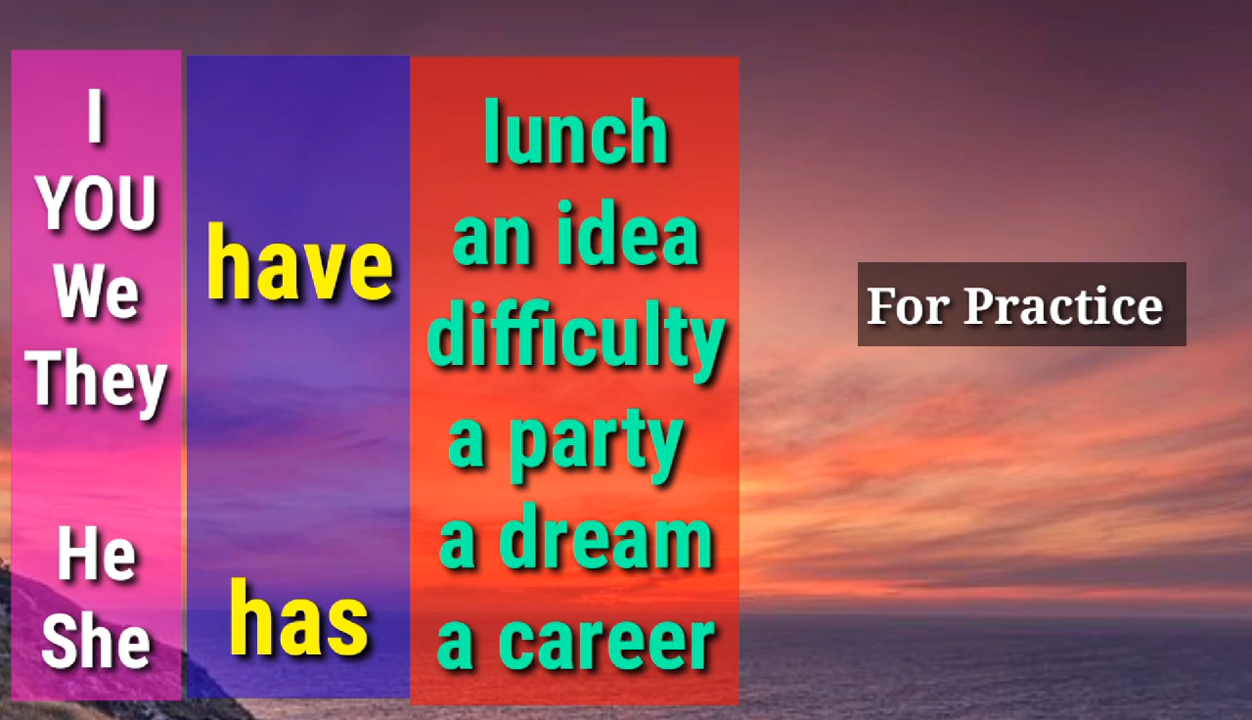 I
YOU
We
They
He
She
have
has
lunch
an idea
difficulty
a party
a dream
a career
For Practice